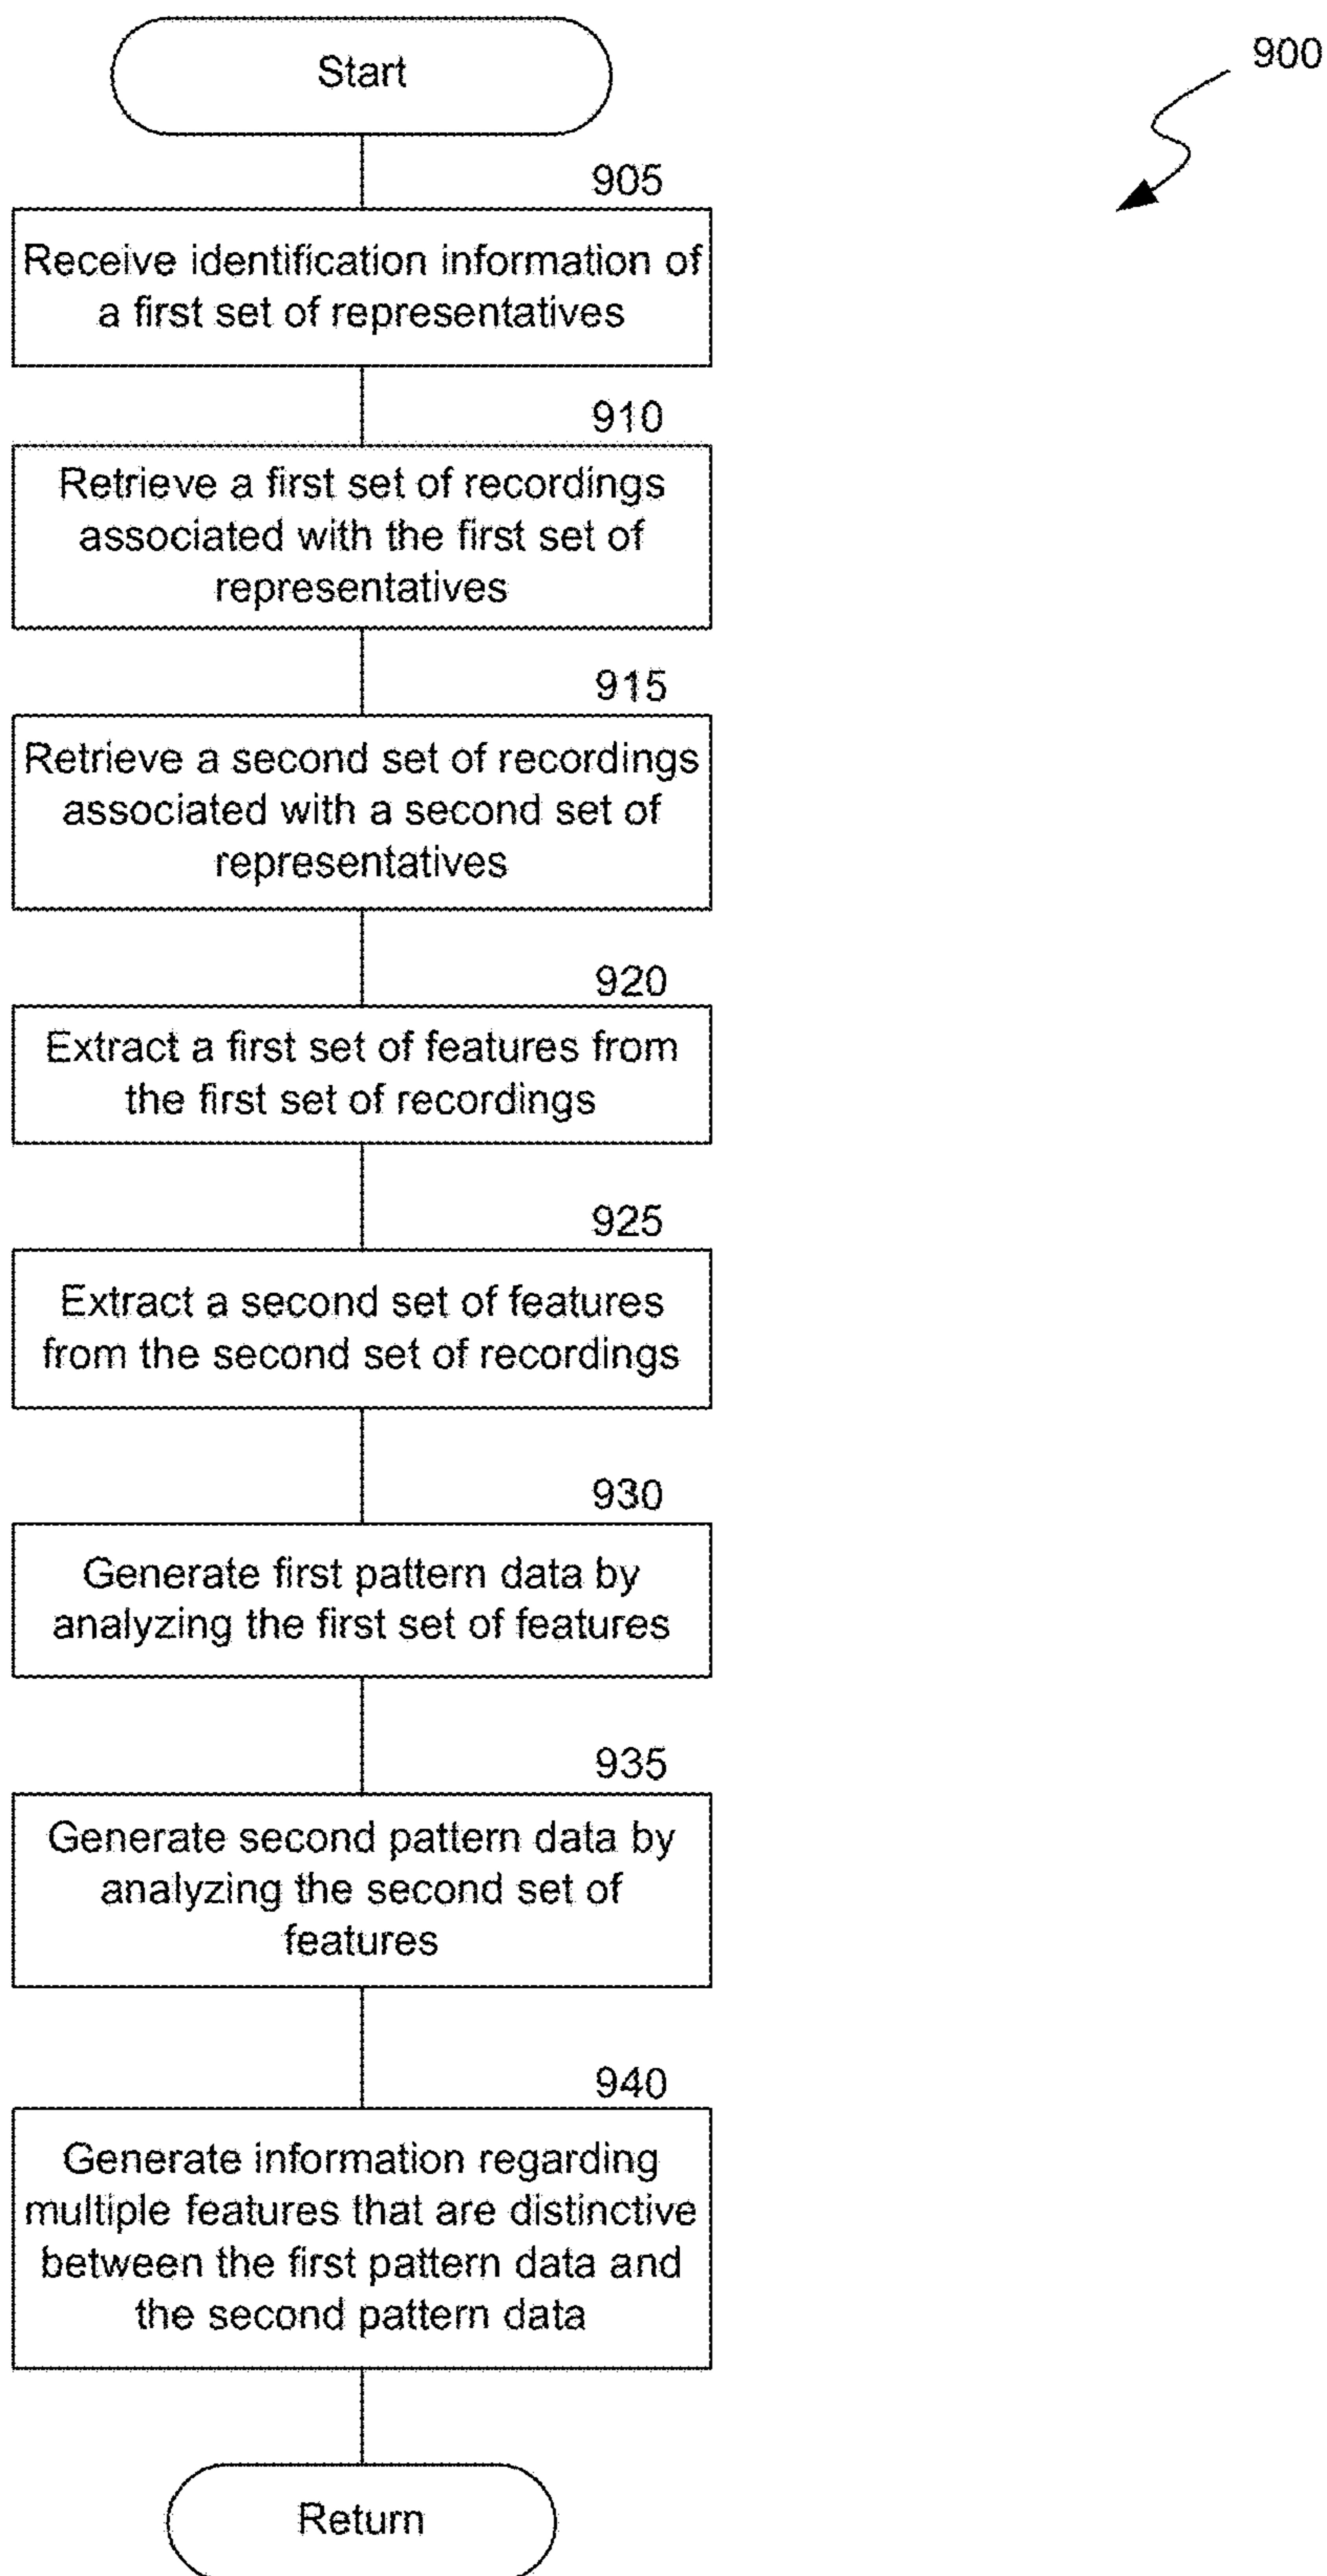 Start
900
905
Receive identification information of
a first set of representatives
910
Retrieve a first set of recordings
associated with the first set of
representatives
915
Retrieve a second set of recordings
associated with a second set of
representatives
920
Extract a first set of features from
the first set of recordings
925
Extract a second set of features
from the second set of recordings
930
Generate first pattern data by
analyzing the first set of features
935
Generate second pattern data by
analyzing the second set of
features
940
Generate information regarding
multiple features that are distinctive
between the first pattern data and
the second pattern data
Return